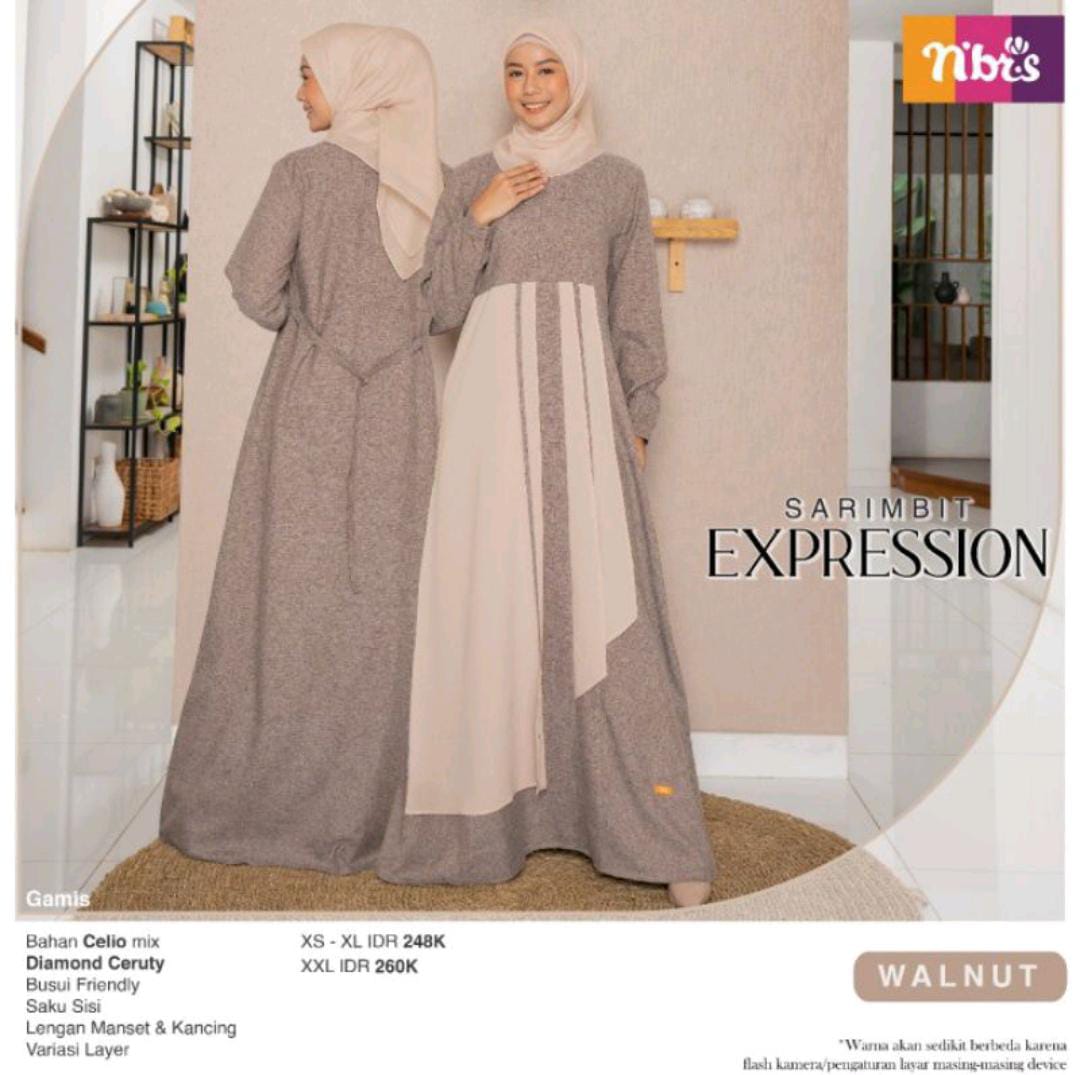 Nibr's
SARIMBIT
EXPRESSION
Gamis
Bahan Celio mix
Diamond Ceruty
Busui Friendly
Saku Sisi
Lengan Manset & Kancing
Variasi Layer
XS - XL IDR 248K
XXL IDR 260K
WALNUT
*Warna akan sedikit berbeda karena
flash kamera/pengaturan layar masing-masing device